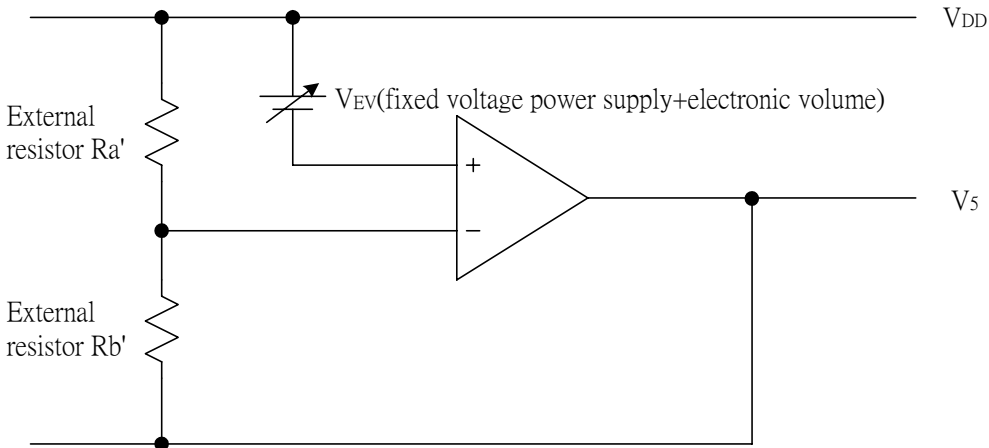 VDD
VEV(fixed voltage power supply+electronic volume)
External
resistor Ra'
+
V5
−
External
resistor Rb'